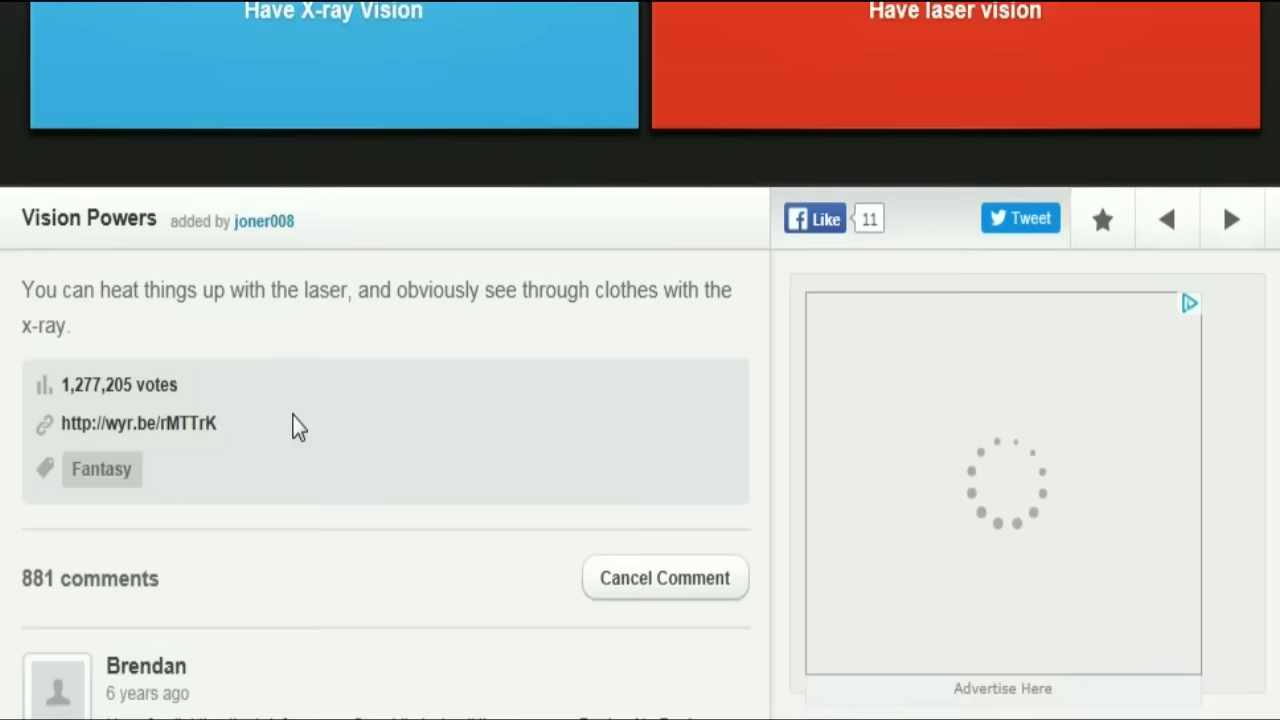 Have X-ray Vision
Have laser vision
Vision Powers added by joner008
Like 11
Tweet
You can heat things up with the laser, and obviously see through clothes with the
x-ray.
1,277,205 votes
http://wyr.be/rMTTrK
Fantasy
881 comments
Cancel Comment
Brendan
6 years ago
Advertise Here